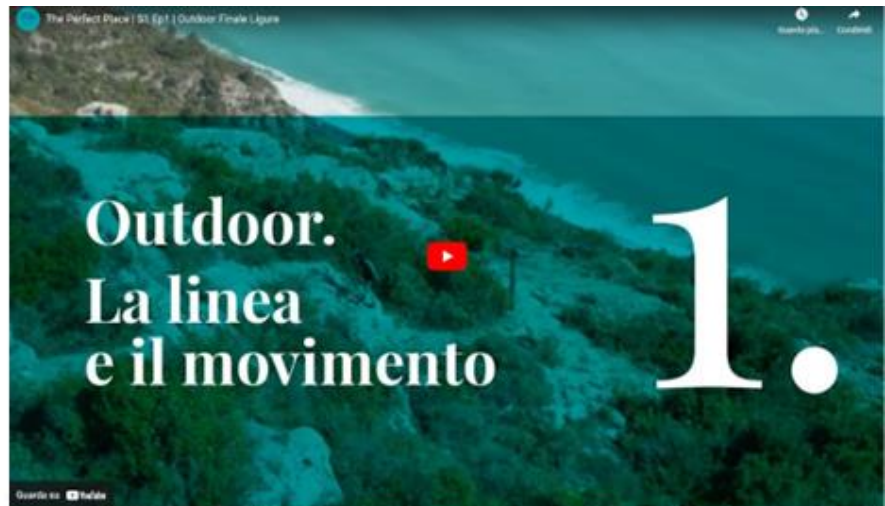 The Perfect Place | S1 Ep1 | Outdoor Finale Ligure
Guarda più...
Condividi
Outdoor.
La linea
e il movimento
1.
Guarda su YouTube